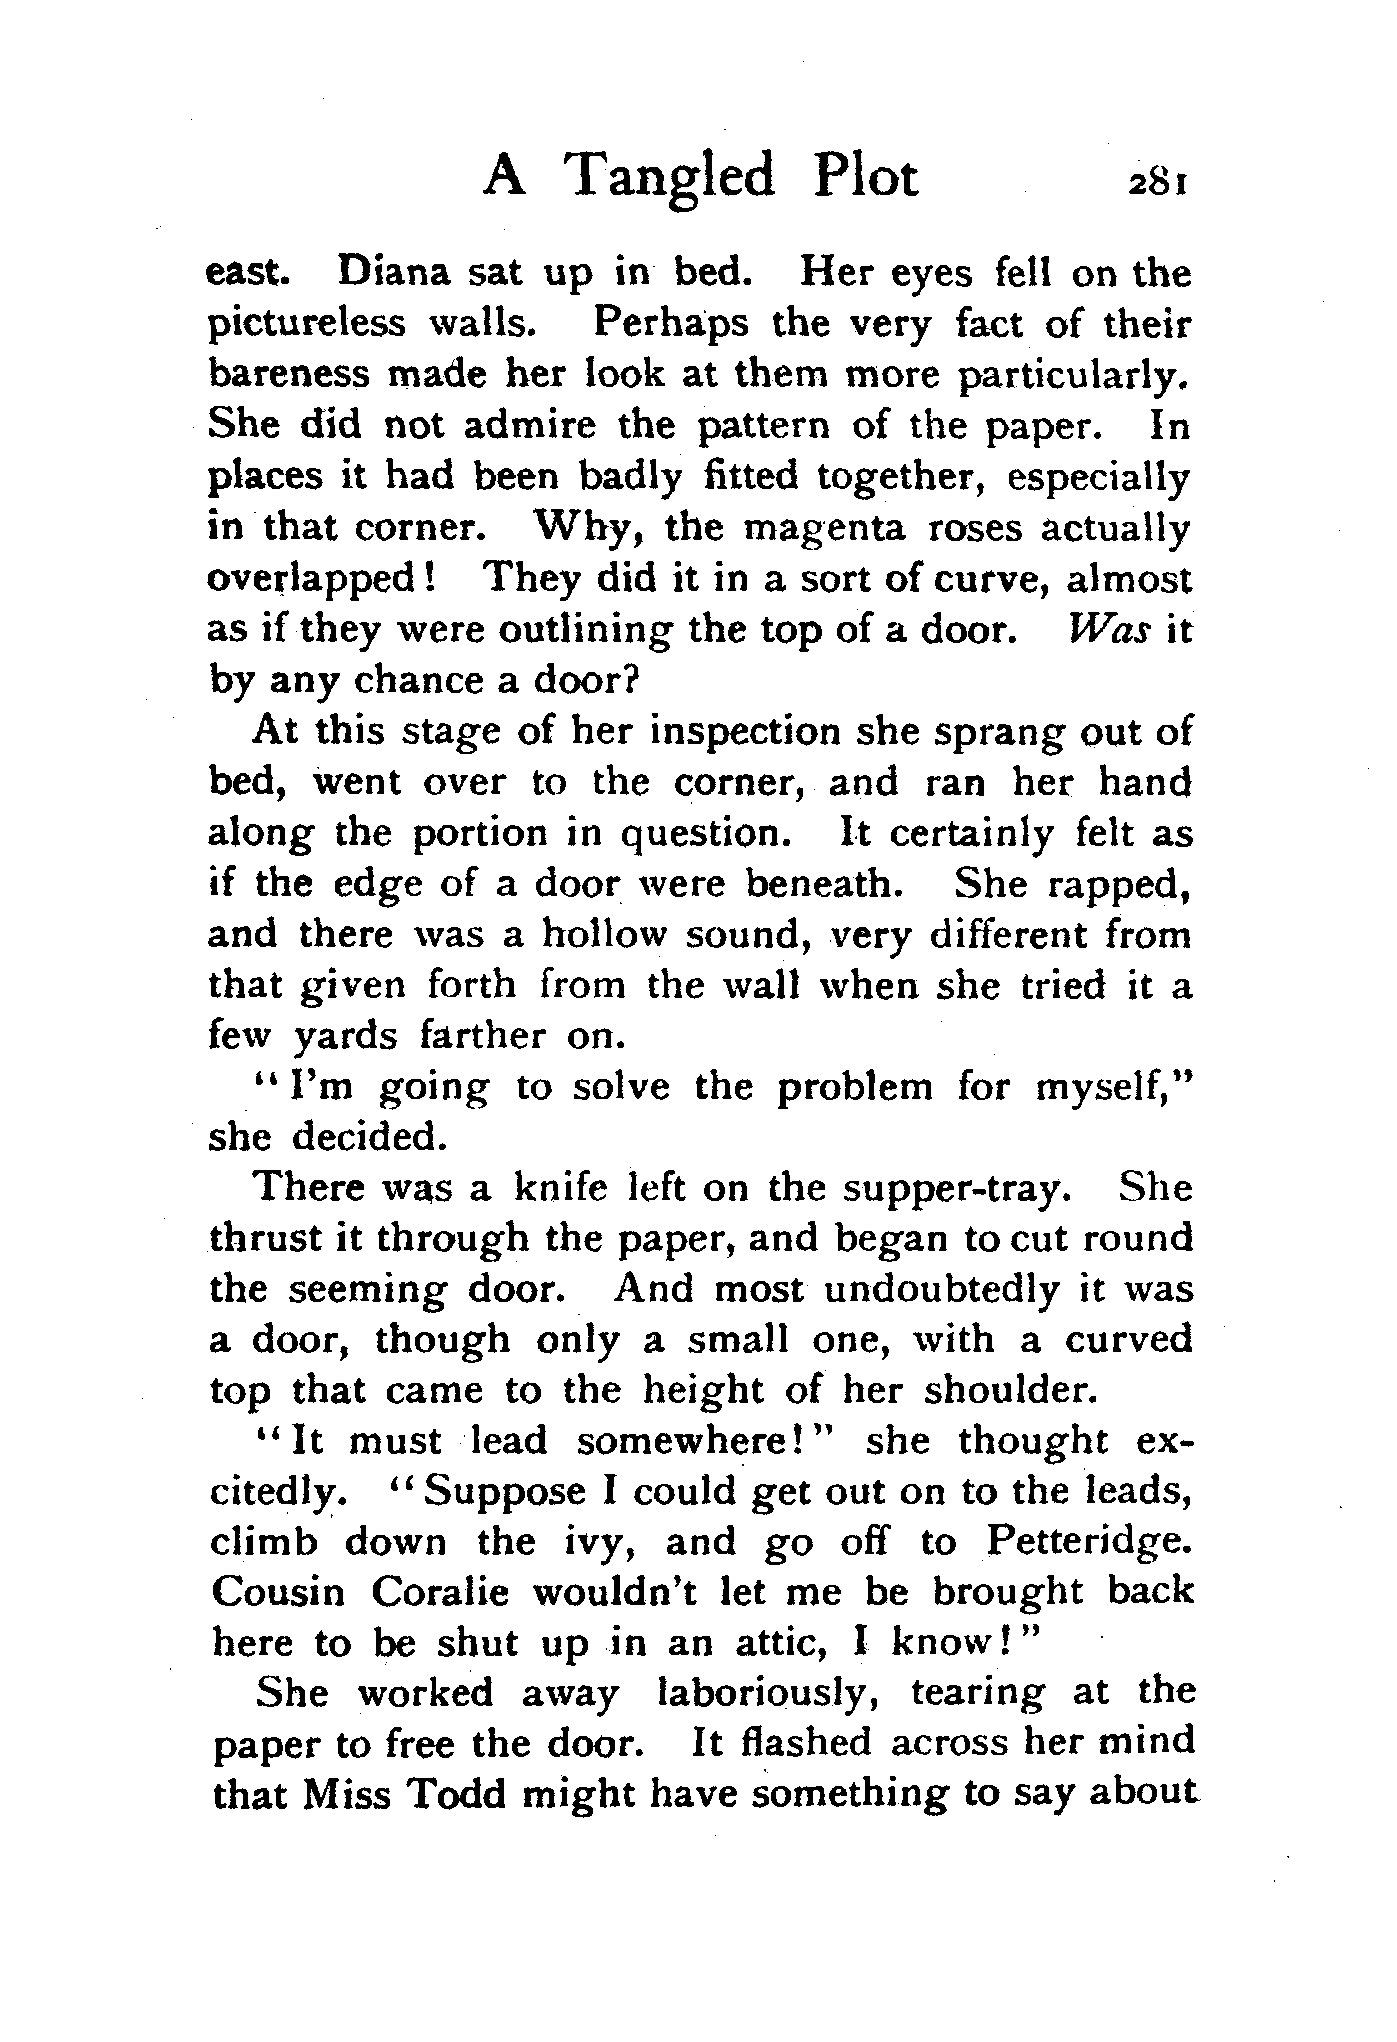 A Tangled Plot 281
east. Diana sat up in bed. Her eyes fell on the
pictureless walls. Perhaps the very fact of their
bareness made her look at them more particularly.
She did not admire the pattern of the paper. In
places it had been badly fitted together, especially
in that corner. Why, the magenta roses actually
overlapped! They did it in a sort of curve, almost
as if they were outlining the top of a door. Was it
by any chance a door?
At this stage of her inspection she sprang out of
bed, went over to the corner, and ran her hand
along the portion in question. It certainly felt as
if the edge of a door were beneath. She rapped,
and there was a hollow sound, very different from
that given forth from the wall when she tried it a
few yards farther on.
"I'm going to solve the problem for myself,"
she decided.
There was a knife left on the supper-tray. She
thrust it through the paper, and began to cut round
the seeming door. And most undoubtedly it was
a door, though only a small one, with a curved
top that came to the height of her shoulder.
"It must lead somewhere!" she thought ex-
citedly. "Suppose I could get out on to the leads,
climb down the ivy, and go off to Petteridge.
Cousin Coralie wouldn't let me be brought back
here to be shut up in an attic, I know!"
She worked away laboriously, tearing at the
paper to free the door. It flashed across her mind
that Miss Todd might have something to say about